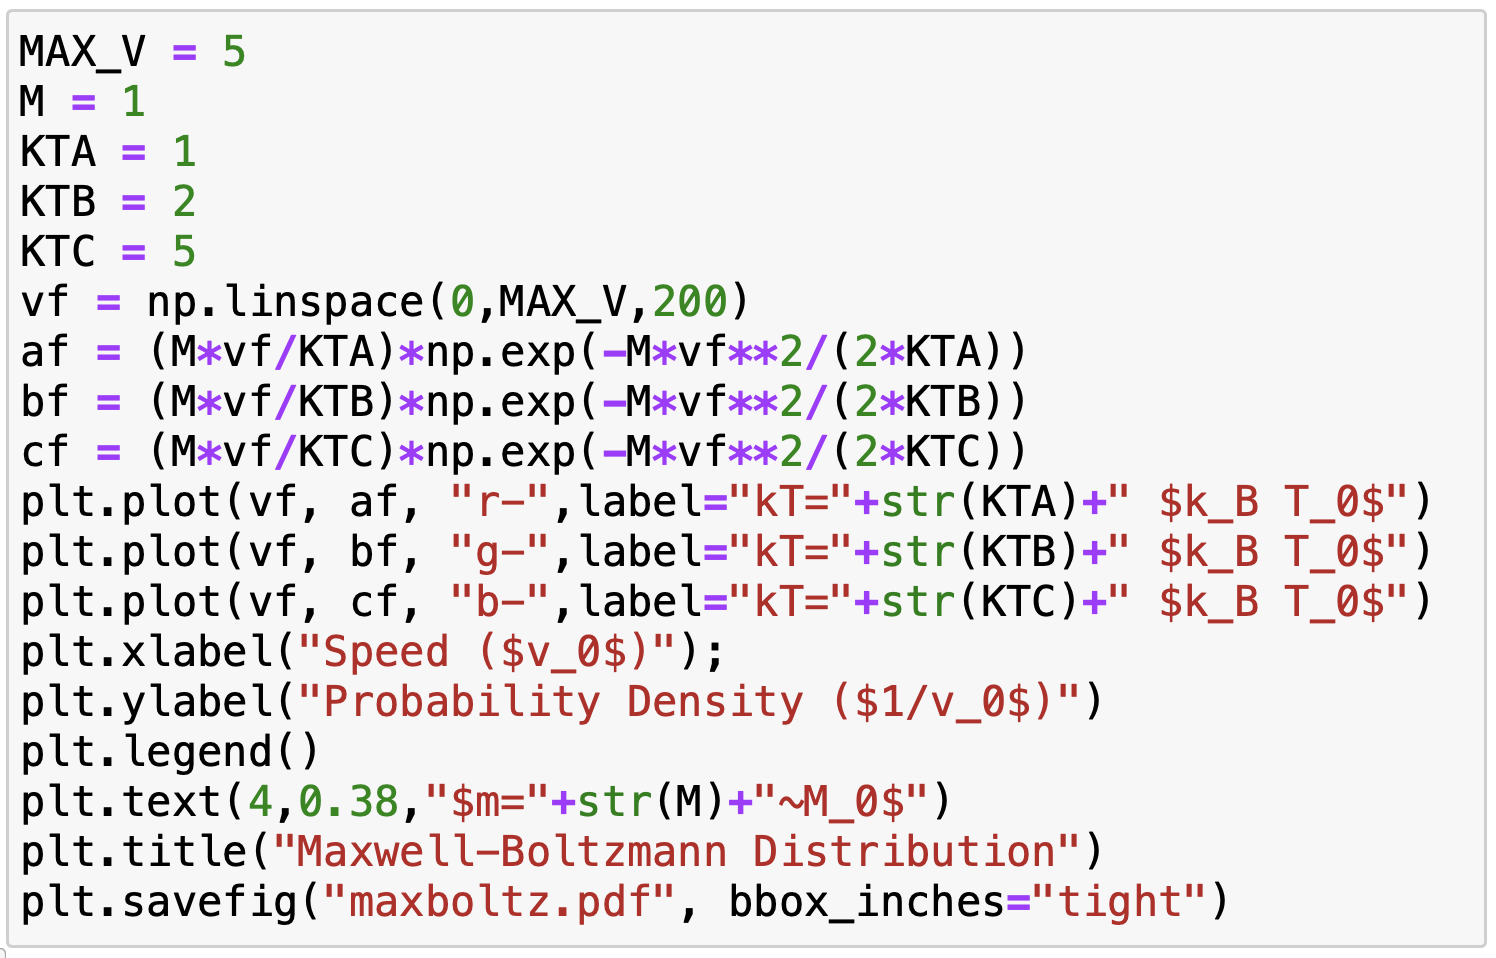 MAX_V = 5
M = 1
KTA = 1
KTB = 2
KTC = 5
vf = np.linspace(0,MAX_V,200)
af = (M*vf/KTA)*np.exp(-M*vf**2/(2*KTA))
bf = (M*vf/KTB)*np.exp(-M*vf**2/(2*KTB))
cf = (M*vf/KTC)*np.exp(-M*vf**2/(2*KTC))
plt.plot(vf, af, "r-",label="kT="+str(KTA)+" $k_B T_0$")
plt.plot(vf, bf, "g-",label="kT="+str(KTB)+" $k_B T_0$")
plt.plot(vf, cf, "b-",label="kT="+str(KTC)+" $k_B T_0$")
plt.xlabel("Speed ($v_0$)");
plt.ylabel("Probability Density ($1/v_0$)")
plt.legend()
plt.text(4,0.38,"$m="+str(M)+"~M_0$")
plt.title("Maxwell-Boltzmann Distribution")
plt.savefig("maxboltz.pdf", bbox_inches="tight")